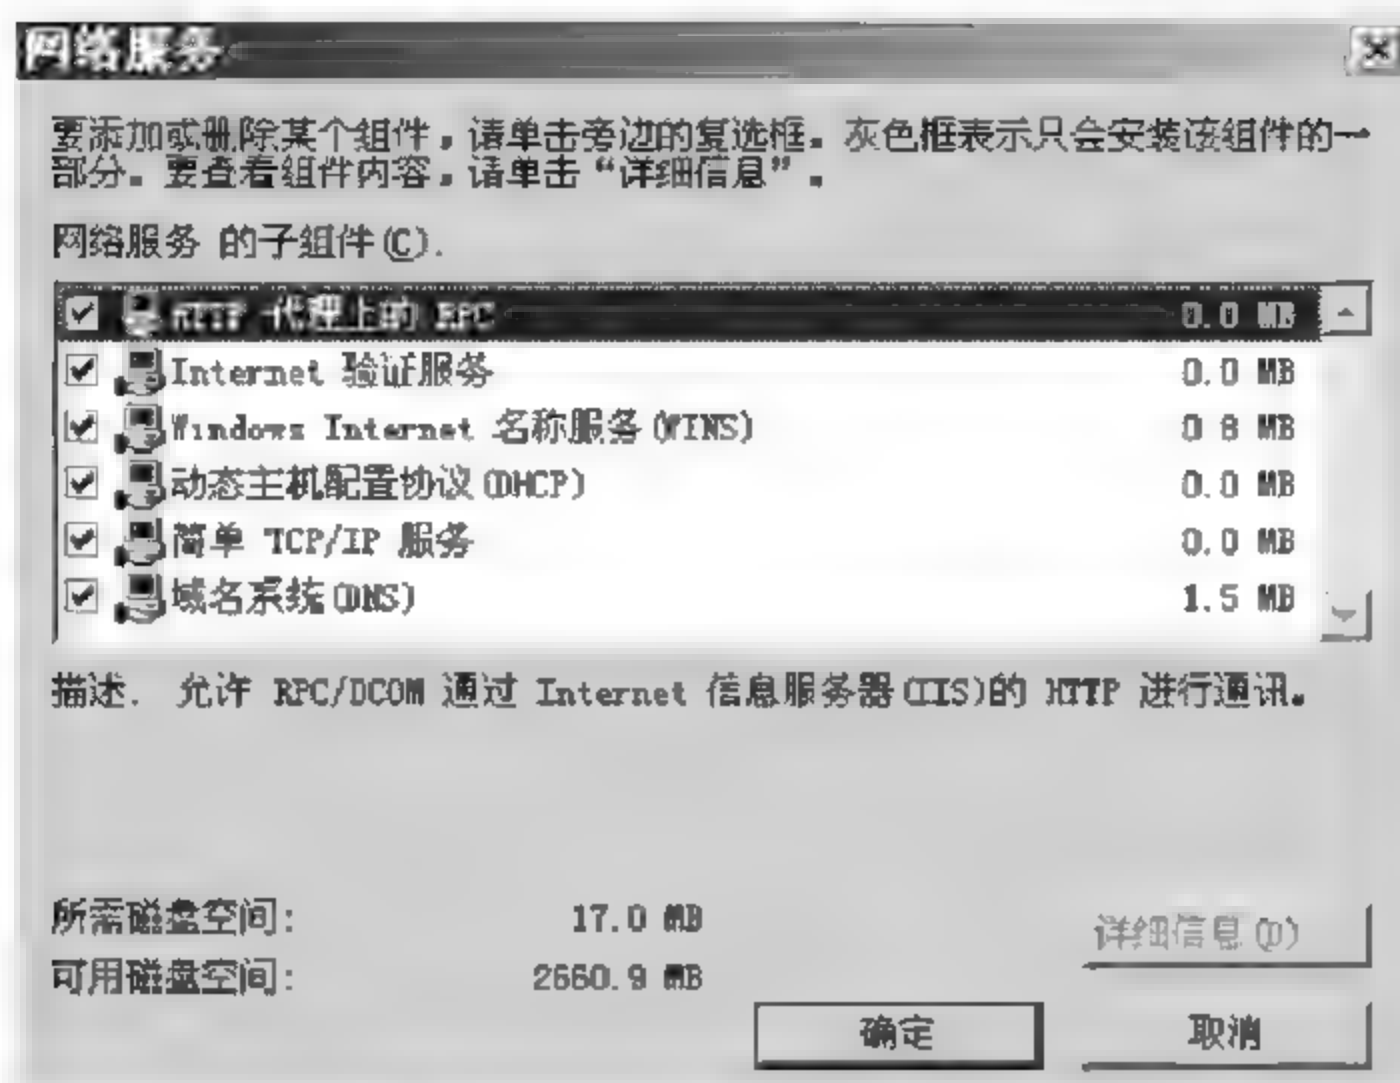 网络服务
要添加或删除某个组件，请单击旁边的复选框。灰色框表示只会安装该组件的一
部分。要查看组件内容，请单击“详细信息”。
网络服务 的子组件(C).
HTTP 代理上的 RPC 0.0 MB
Internet 验证服务 0.0 MB
Windows Internet 名称服务(WINS) 0 8 MB
动态主机配置协议(DHCP) 0.0 MB
简单 TCP/IP 服务 0.0 MB
域名系统(DNS) 1.5 MB
描述. 允许 RPC/DCOM 通过 Internet 信息服务器(IIS)的 HTTP 进行通讯。
所需磁盘空间: 17.0 MB
可用磁盘空间: 2660.9 MB
详细信息(D)
确定 取消